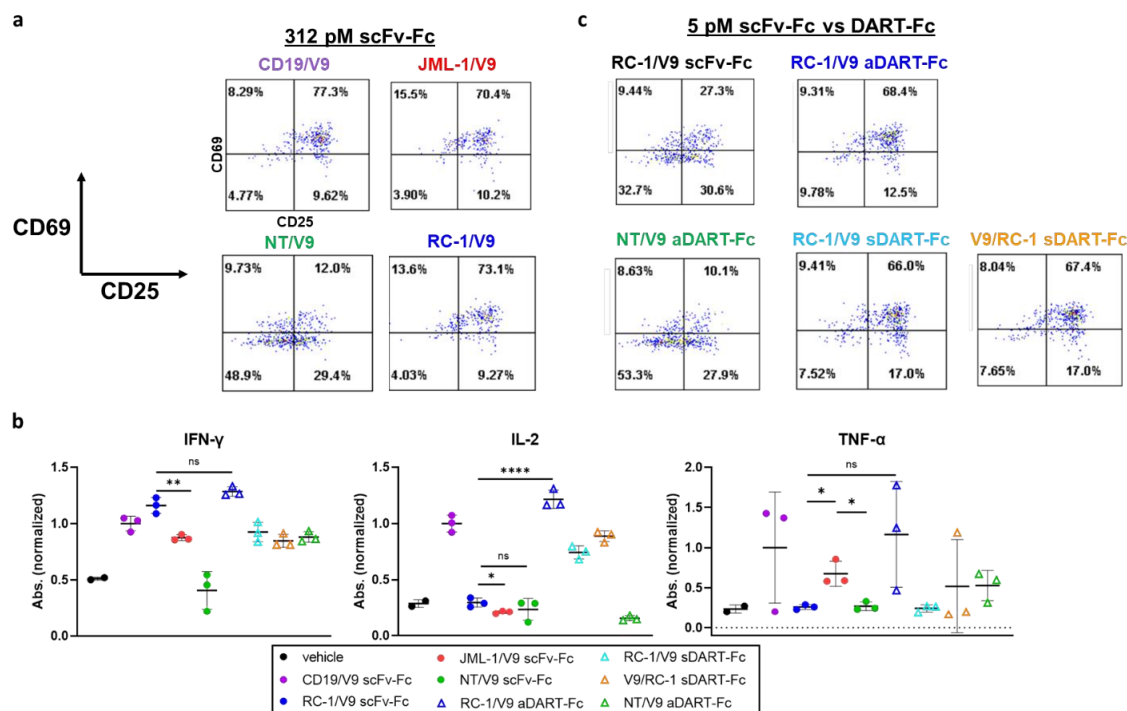 a
312 pM scFv-Fc
CD19/V9
JML-1/V9
8.29% 77.3%
4.77% 9.62%
15.5% 70.4%
3.90% 10.2%
CD69
CD25
CD69
CD25
NT/V9
RC-1/V9
9.73% 12.0%
48.9% 29.4%
13.6% 73.1%
4.03% 9.27%
c
5 pM scFv-Fc vs DART-Fc
RC-1/V9 scFv-Fc
RC-1/V9 aDART-Fc
9.44% 27.3%
32.7% 30.6%
9.31% 68.4%
9.78% 12.5%
NT/V9 aDART-Fc
RC-1/V9 sDART-Fc
V9/RC-1 sDART-Fc
8.63% 10.1%
53.3% 27.9%
9.41% 66.0%
7.52% 17.0%
8.04% 67.4%
7.65% 17.0%
b
IFN-γ
Abs. (normalized)
1.5
1.0
0.5
0.0
ns
**
IL-2
Abs. (normalized)
1.5
1.0
0.5
0.0
****
ns
*
TNF-α
Abs. (normalized)
2.0
1.5
1.0
0.5
0.0
ns
*
*
vehicle
CD19/V9 scFv-Fc
RC-1/V9 scFv-Fc
JML-1/V9 scFv-Fc
NT/V9 scFv-Fc
RC-1/V9 aDART-Fc
RC-1/V9 sDART-Fc
V9/RC-1 sDART-Fc
NT/V9 aDART-Fc